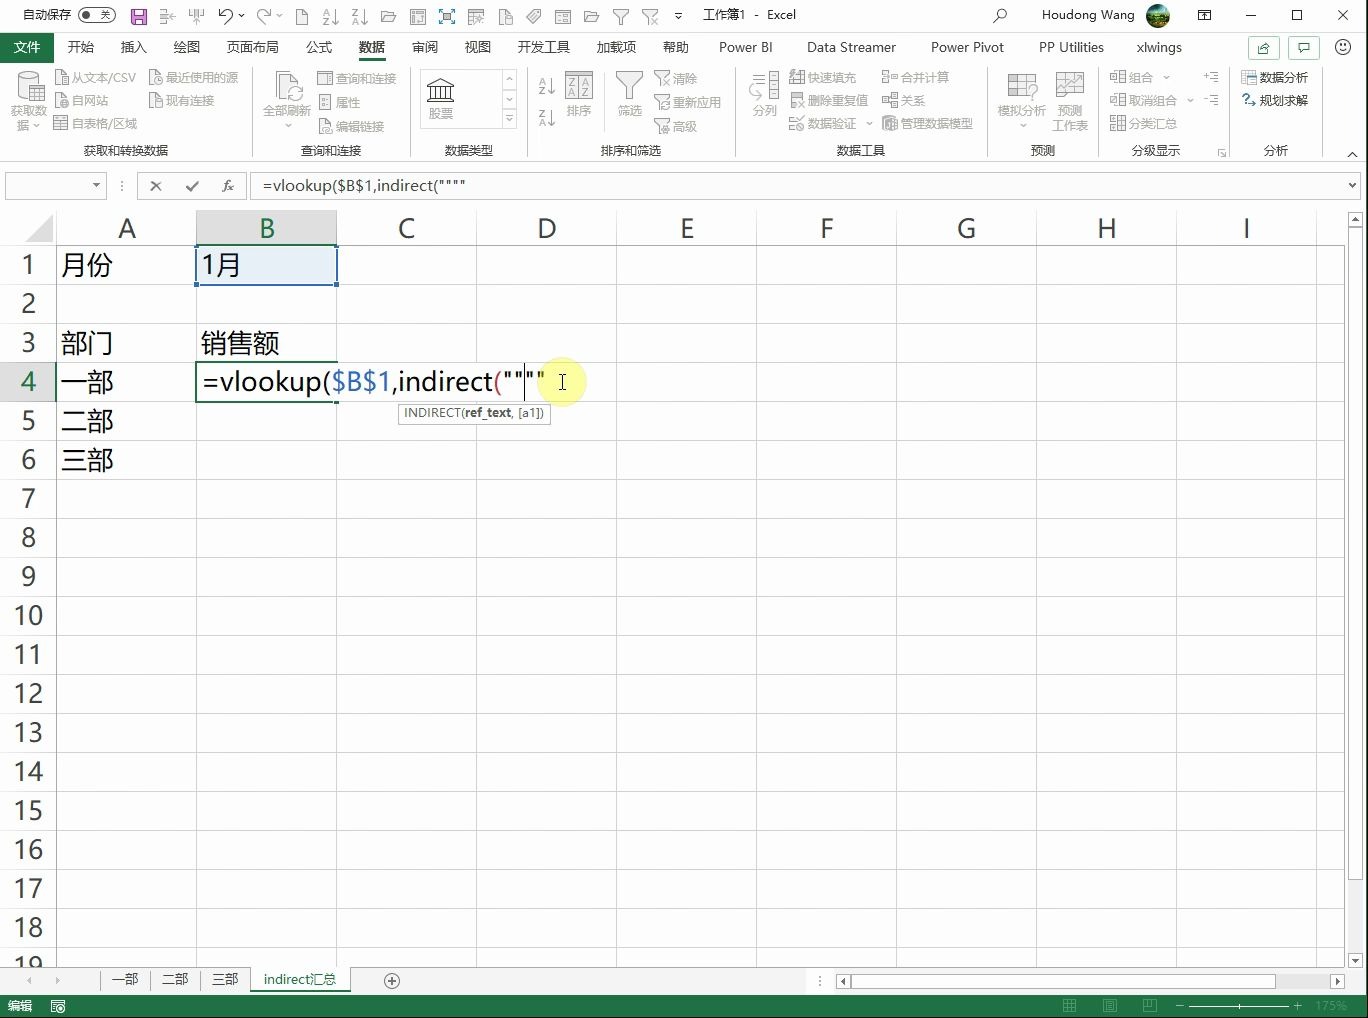 自动保存 关 工作簿1 - Excel Houdong Wang
文件 开始 插入 绘图 页面布局 公式 数据 审阅 视图 开发工具 加载项 帮助 Power BI Data Streamer Power Pivot PP Utilities xlwings
获取数据
从文本/CSV
自网站
自表格/区域
最近使用的源
现有连接
获取和转换数据
全部刷新
查询和连接
属性
编辑链接
查询和连接
股票
数据类型
排序
筛选
清除
重新应用
高级
排序和筛选
分列
快速填充
删除重复值
数据验证
合并计算
关系
管理数据模型
数据工具
模拟分析
预测
工作表
预测
组合
取消组合
分类汇总
分级显示
数据分析
规划求解
分析
fx =vlookup($B$1,indirect(""""
A B C D E F G H I
1 月份 1月
2
3 部门 销售额
4 一部 =vlookup($B$1,indirect(""""
INDIRECT(ref_text, [a1])
5 二部
6 三部
7
8
9
10
11
12
13
14
15
16
17
18
19
一部 二部 三部 indirect汇总
编辑 175%